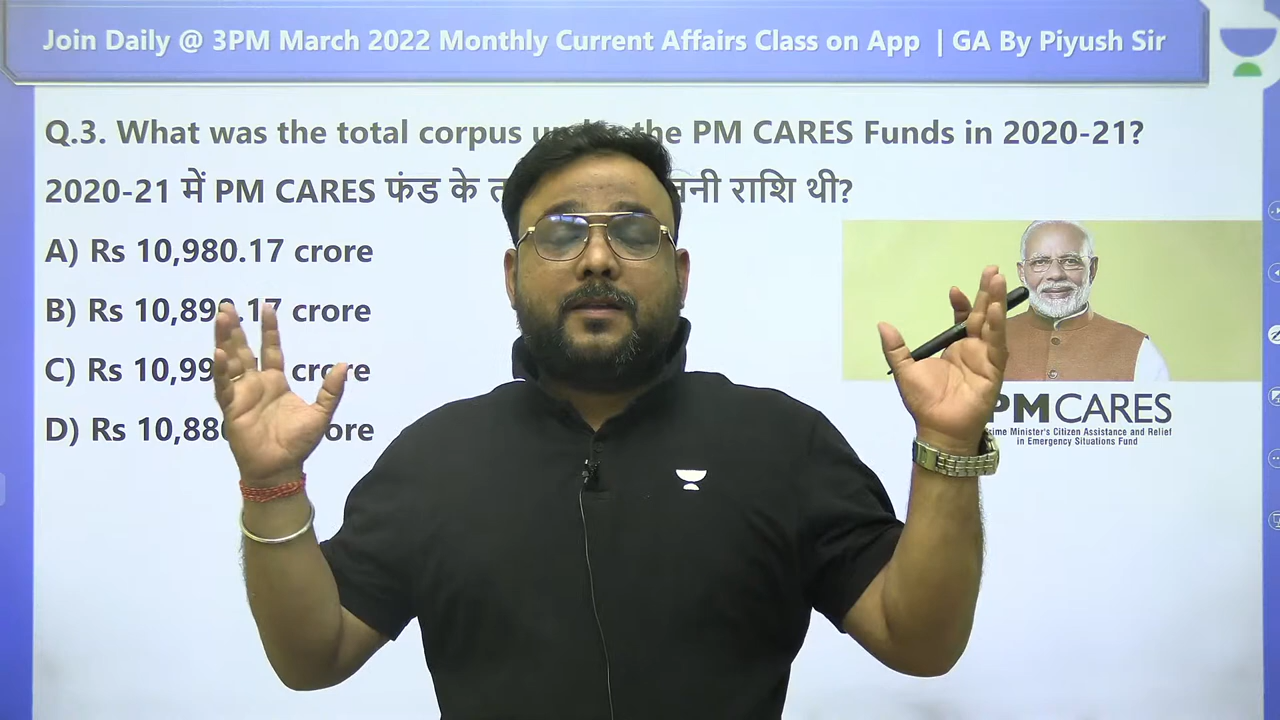 Join Daily @ 3PM March 2022 Monthly Current Affairs Class on App | GA By Piyush Sir
Q.3. What was the total corpus the PM CARES Funds in 2020-21?
2020-21 में PM CARES फंड के राशि थी?
A) Rs 10,980.17 crore
B) Rs crore
C) Rs crore
D) Rs
PM CARES
Prime Minister's Citizen Assistance and Relief
in Emergency Situations Fund